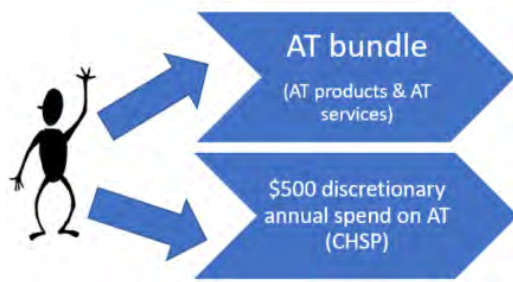 AT bundle
(AT products & AT
services)
$500 discretionary
annual spend on AT
(CHSP)